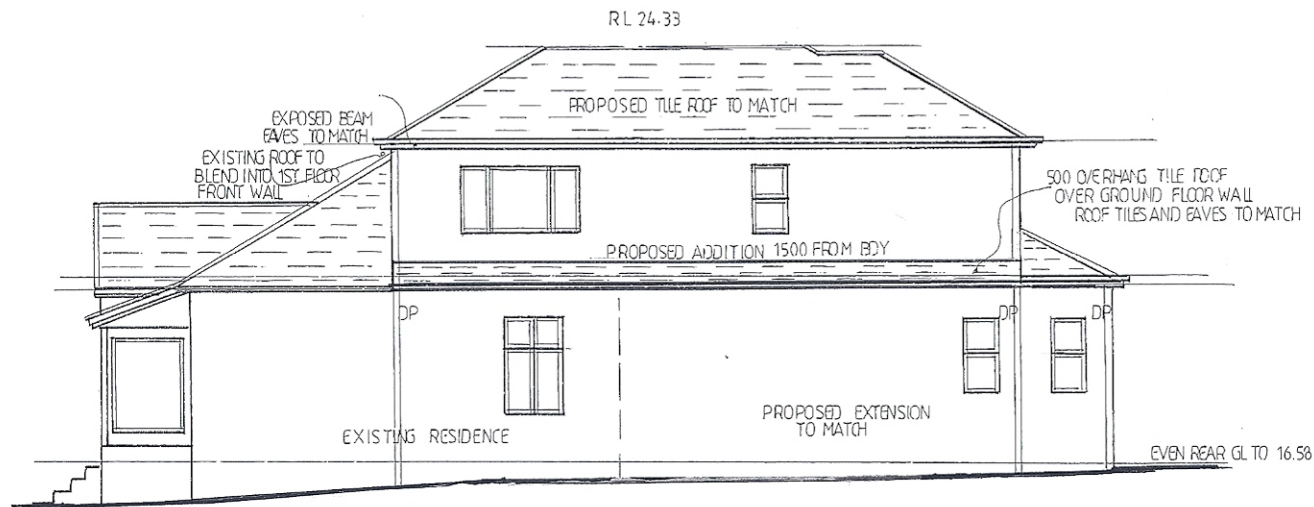 RL 24.33
PROPOSED TILE ROOF TO MATCH
EXPOSED BEAM
EAVES TO MATCH
EXISTING ROOF TO
BLEND INTO 1ST FLOOR
FRONT WALL
500 OVERHANG TILE ROOF
OVER GROUND FLOOR WALL
ROOF TILES AND EAVES TO MATCH
PROPOSED ADDITION 1500 FROM BDY
DP
DP
DP
EXISTING RESIDENCE
PROPOSED EXTENSION
TO MATCH
EVEN REAR GL TO 16.58